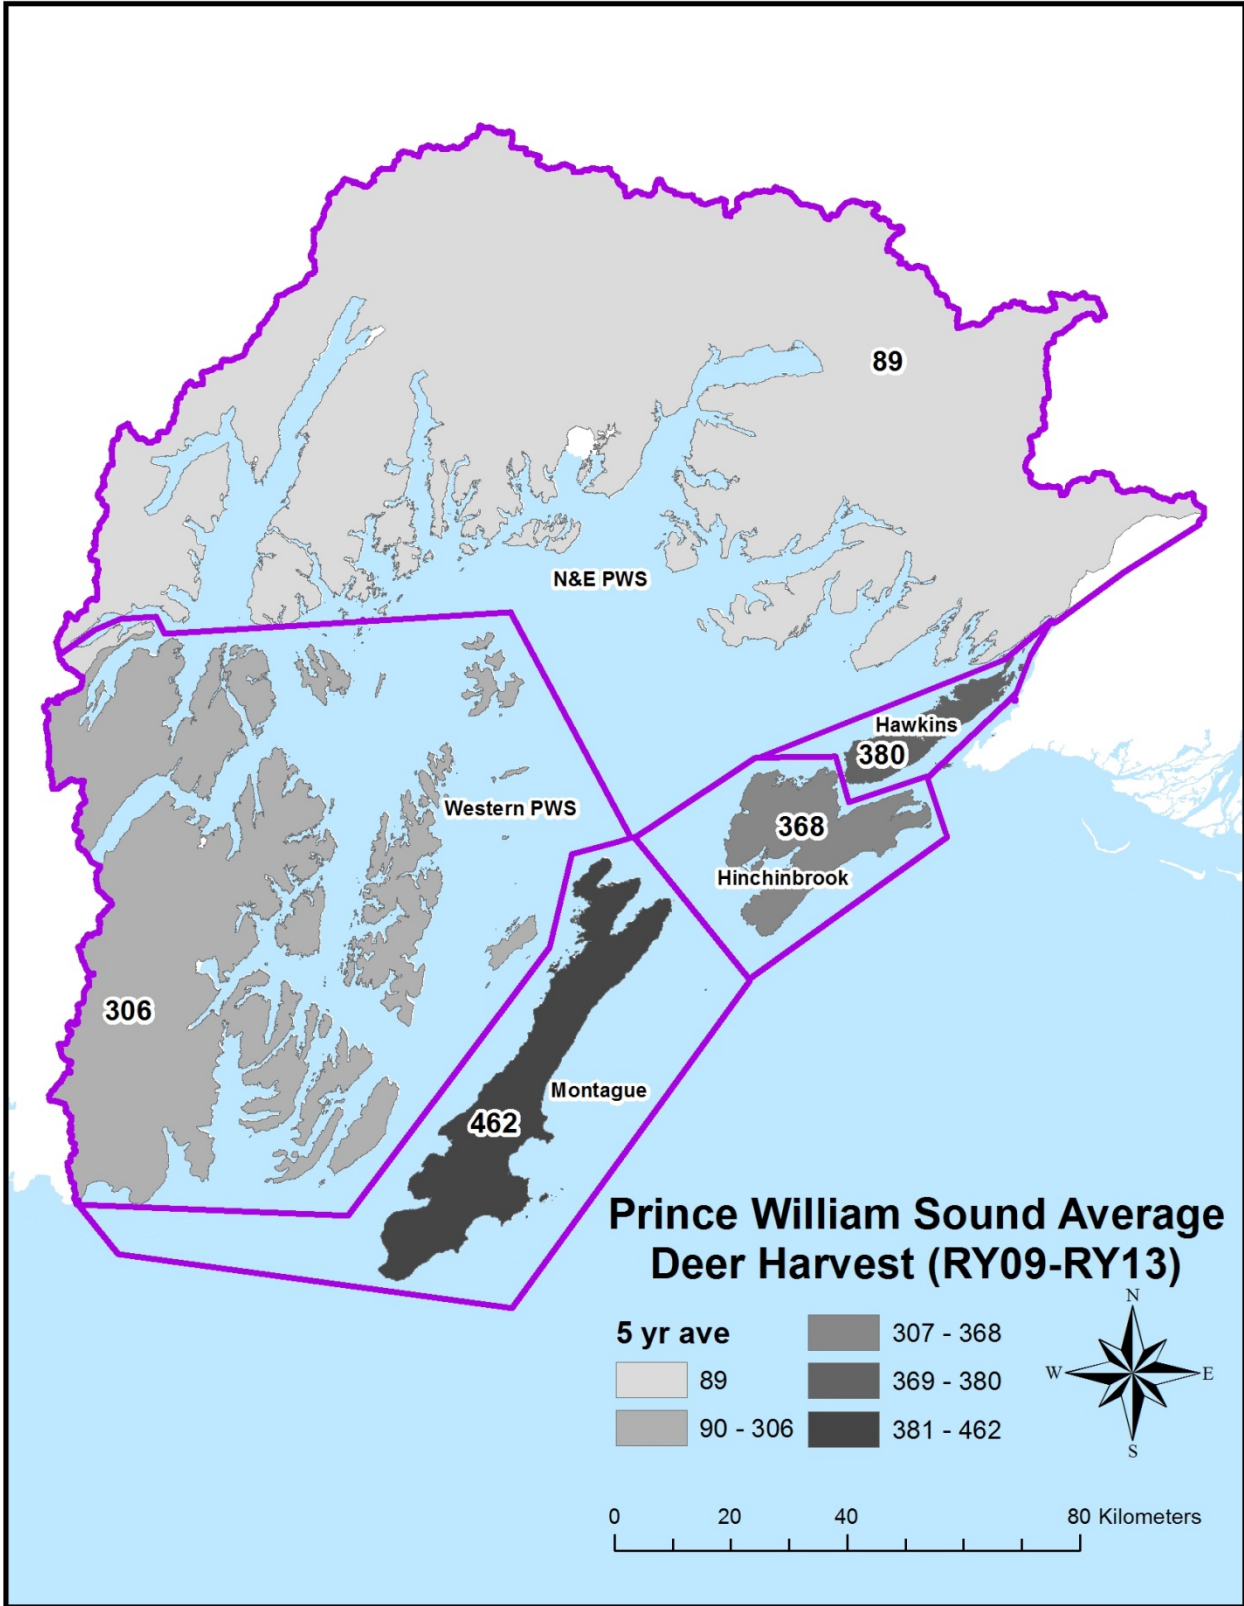 89
N&E PWS
Hawkins
380
Western PWS
368
Hinchinbrook
306
Montague
462
Prince William Sound Average
Deer Harvest (RY09-RY13)
5 yr ave
89
90 - 306
307 - 368
369 - 380
381 - 462
N
W
E
S
0 20 40 80 Kilometers